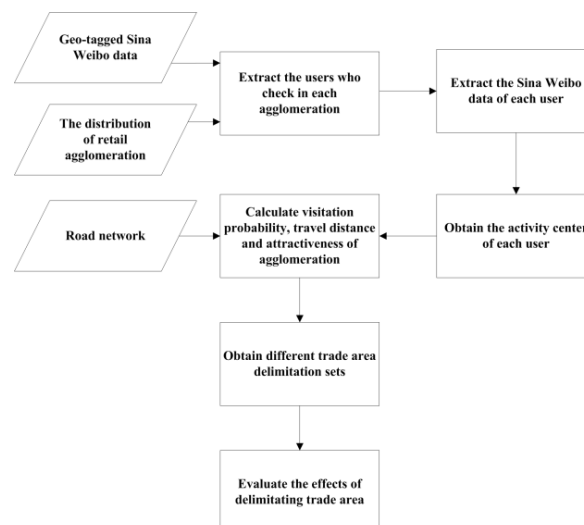 Geo-tagged Sina
Weibo data
Extract the users who
check in each
agglomeration
Extract the Sina Weibo
data of each user
The distribution
of retail
agglomeration
Road network
Calculate visitation
probability, travel distance
and attractiveness of
agglomeration
Obtain the activity center
of each user
Obtain different trade area
delimitation sets
Evaluate the effects of
delimitating trade area